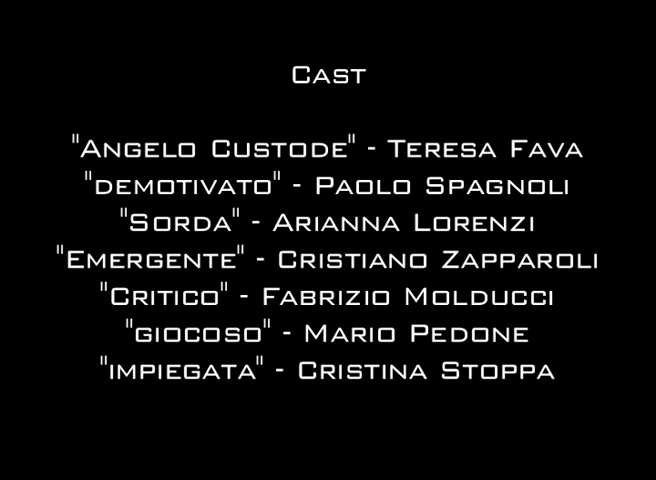 Cast
"Angelo Custode" - Teresa Fava
"demotivato" - Paolo Spagnoli
"Sorda" - Arianna Lorenzi
"Emergente" - Cristiano Zapparoli
"Critico" - Fabrizio Molducci
"giocoso" - Mario Pedone
"impiegata" - Cristina Stoppa